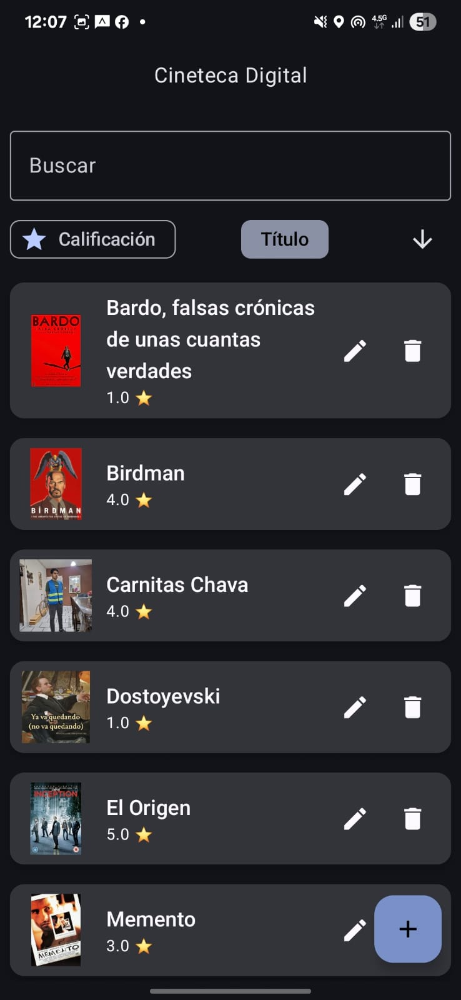 12:07
4.5G
51
Cineteca Digital
Buscar
Calificación
Título
BARDO
Bardo, falsas crónicas
de unas cuantas
verdades
1.0
BIRDMAN
Birdman
4.0
Carnitas Chava
4.0
Ya va quedando
(no va quedando)
Dostoyevski
1.0
INCEPTION
El Origen
5.0
MEMENTO
Memento
3.0
+